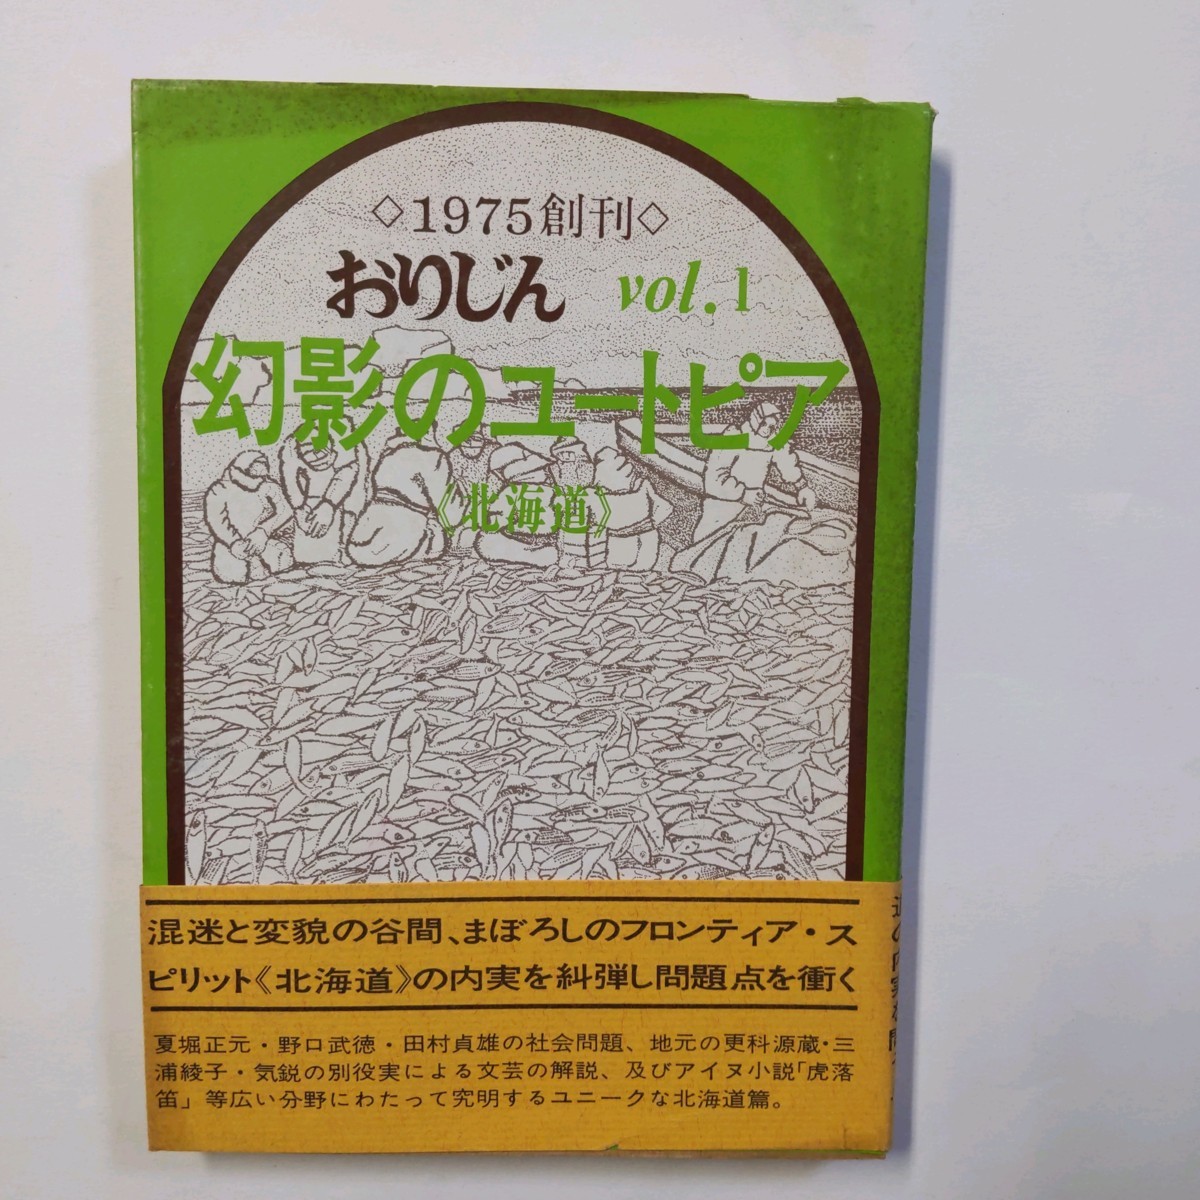 ◇1975創刊◇
おりじん vol.1
幻影のユートピア
《北海道》
混迷と変貌の谷間、まぼろしのフロンティア・ス
ピリット《北海道》の内実を糾弾し問題点を衝く
夏堀正元・野口武徳・田村貞雄の社会問題、地元の更科源蔵・三
浦綾子・気鋭の別役実による文芸の解説、及びアイヌ小説「虎落
笛」等広い分野にわたって究明するユニークな北海道篇。